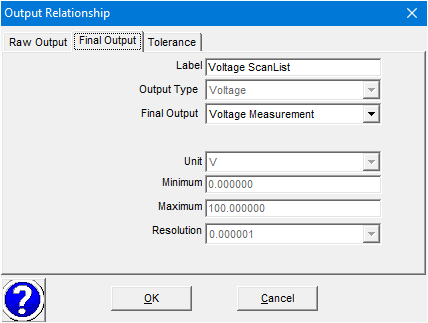 Output Relationship
Raw Output Final Output Tolerance
Label Voltage ScanList
Output Type Voltage
Final Output Voltage Measurement
Unit V
Minimum 0.000000
Maximum 100.000000
Resolution 0.000001
? OK Cancel